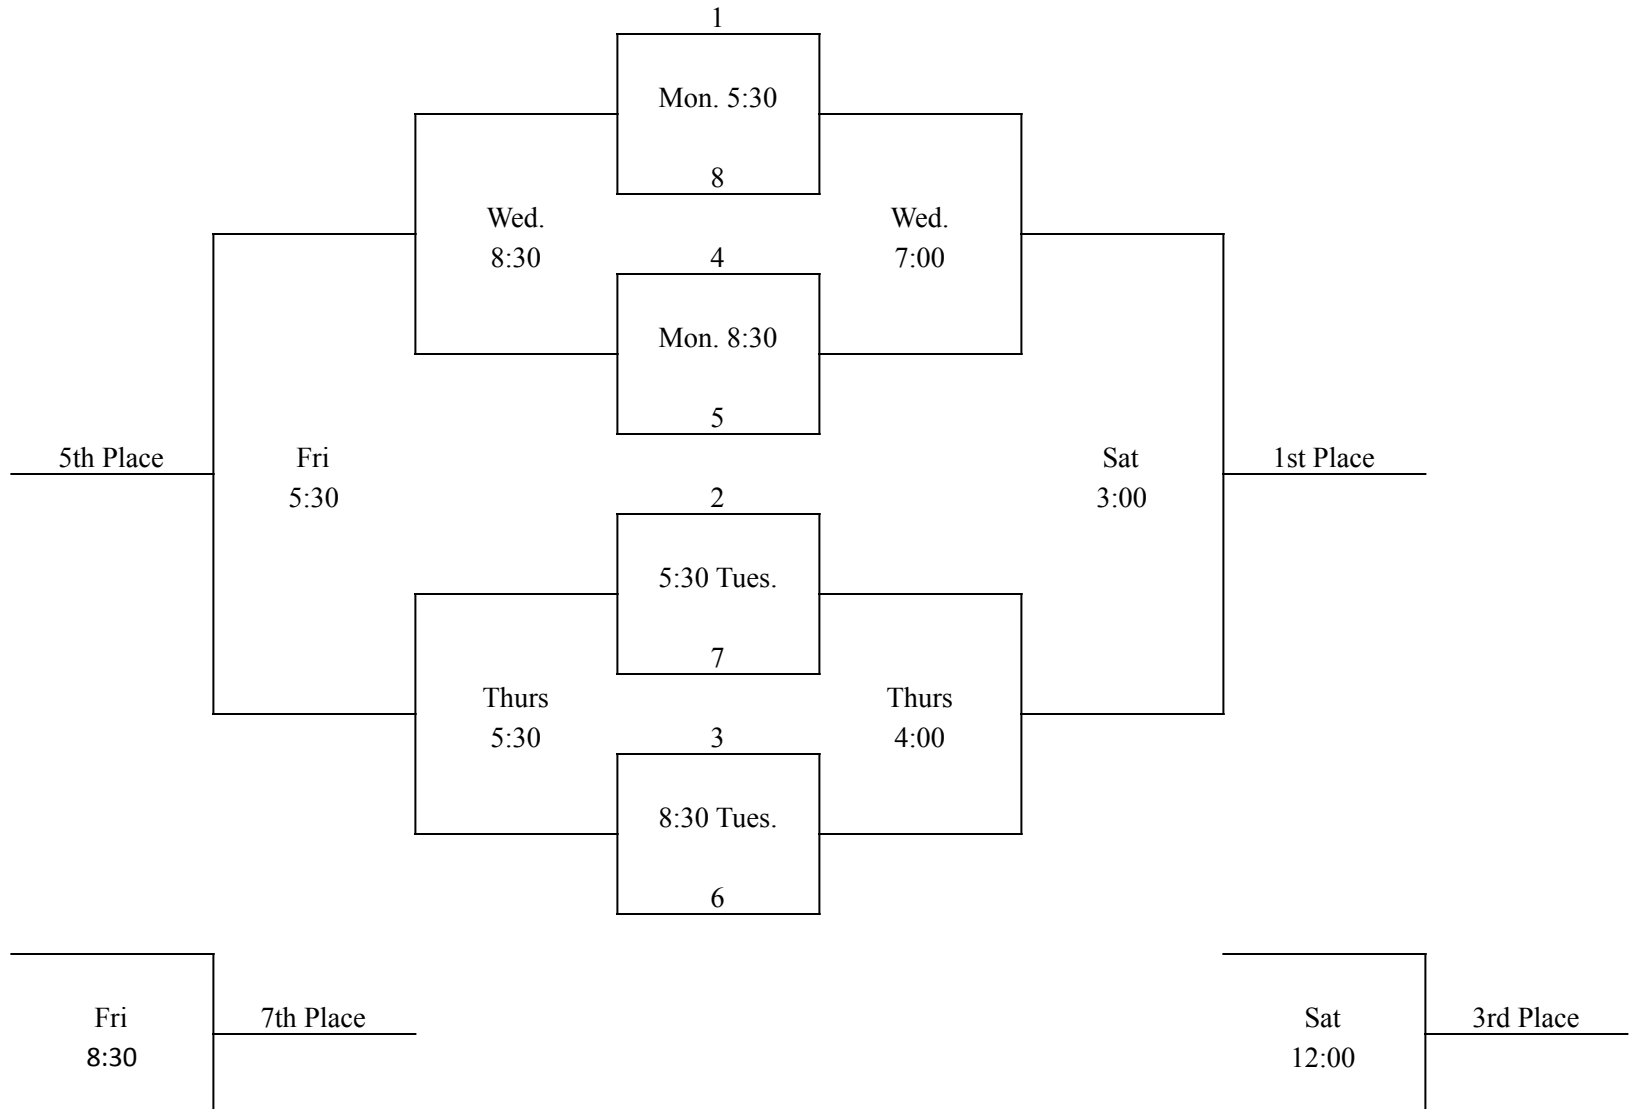 1
Mon. 5:30
8
Wed.
8:30
Wed.
7:00
4
Mon. 8:30
5
5th Place
Fri
5:30
Sat
3:00
1st Place
2
5:30 Tues.
7
Thurs
5:30
Thurs
4:00
3
8:30 Tues.
6
Fri
8:30
7th Place
Sat
12:00
3rd Place